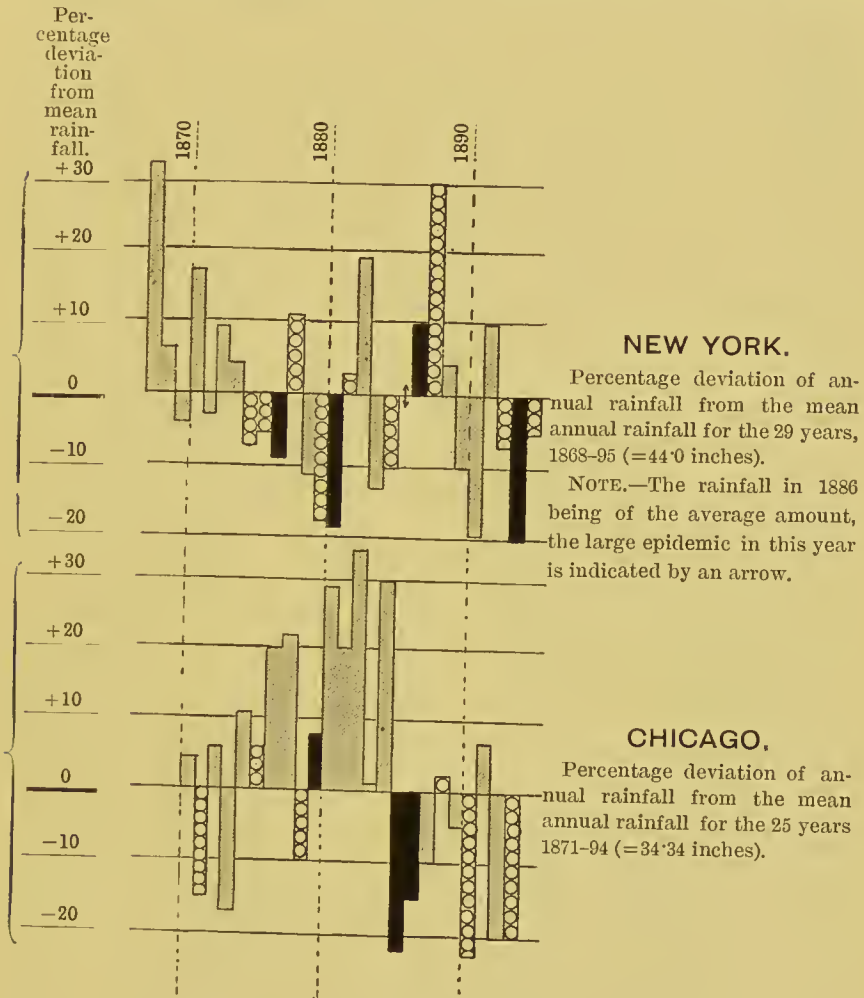 Per-
centage
devia-
tion
from
mean
rain-
fall.
1870
1880
1890
+30
+20
+10
0
−10
−20
NEW YORK.
Percentage deviation of an-
nual rainfall from the mean
annual rainfall for the 29 years,
1868-95 (=44·0 inches).
NOTE.—The rainfall in 1886
being of the average amount,
the large epidemic in this year
is indicated by an arrow.
+30
+20
+10
0
−10
−20
CHICAGO.
Percentage deviation of an-
nual rainfall from the mean
annual rainfall for the 25 years
1871-94 (=34·34 inches).